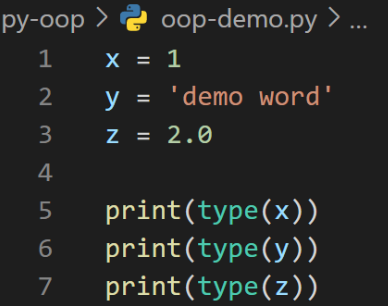 py-oop > oop-demo.py > ...
1 x = 1
2 y = 'demo word'
3 z = 2.0
4
5 print(type(x))
6 print(type(y))
7 print(type(z))